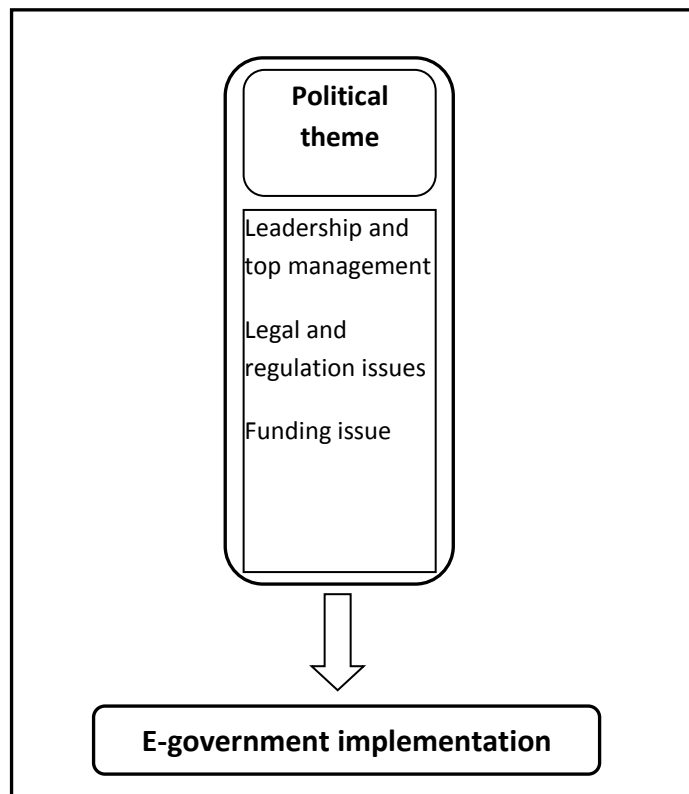 Political
theme
Leadership and
top management
Legal and
regulation issues
Funding issue
E-government implementation